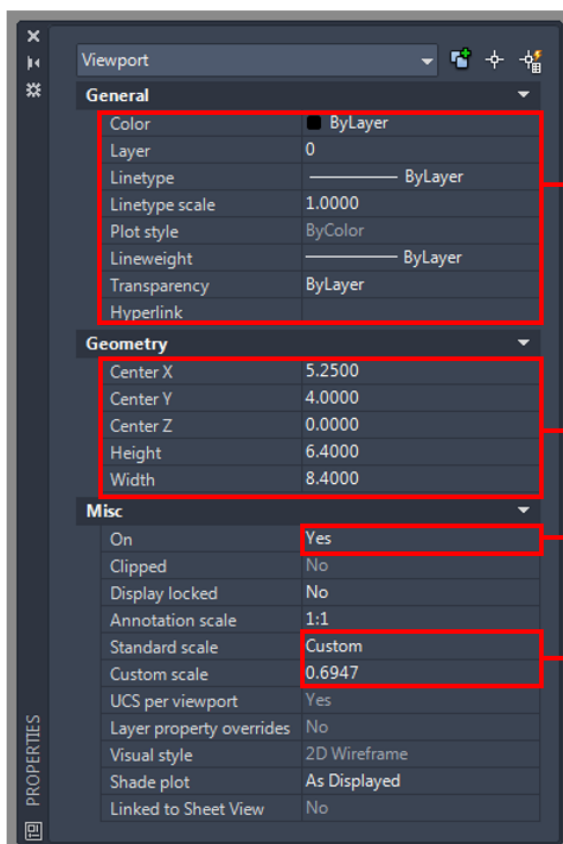 Viewport
General
Color ByLayer
Layer 0
Linetype ByLayer
Linetype scale 1.0000
Plot style ByColor
Lineweight ByLayer
Transparency ByLayer
Hyperlink
Geometry
Center X 5.2500
Center Y 4.0000
Center Z 0.0000
Height 6.4000
Width 8.4000
Misc
On Yes
Clipped No
Display locked No
Annotation scale 1:1
Standard scale Custom
Custom scale 0.6947
UCS per viewport Yes
Layer property overrides No
Visual style 2D Wireframe
Shade plot As Displayed
Linked to Sheet View No
PROPERTIES